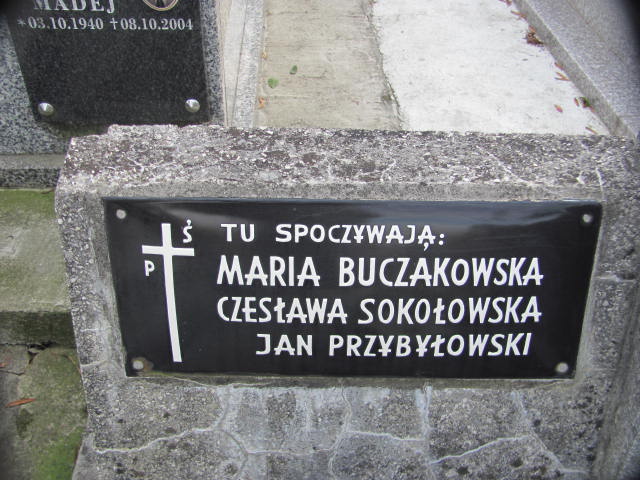 MADEJ
*03.10.1940 +08.10.2004
Ś
P
TU SPOCZYWAJĄ:
MARIA BUCZAKOWSKA
CZESŁAWA SOKOŁOWSKA
JAN PRZYBYŁOWSKI